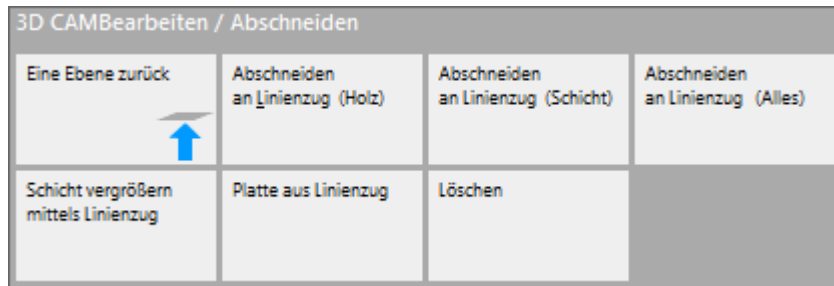 3D CAMBearbeiten / Abschneiden
Eine Ebene zurück
Abschneiden
an Linienzug (Holz)
Abschneiden
an Linienzug (Schicht)
Abschneiden
an Linienzug (Alles)
Schicht vergrößern
mittels Linienzug
Platte aus Linienzug
Löschen